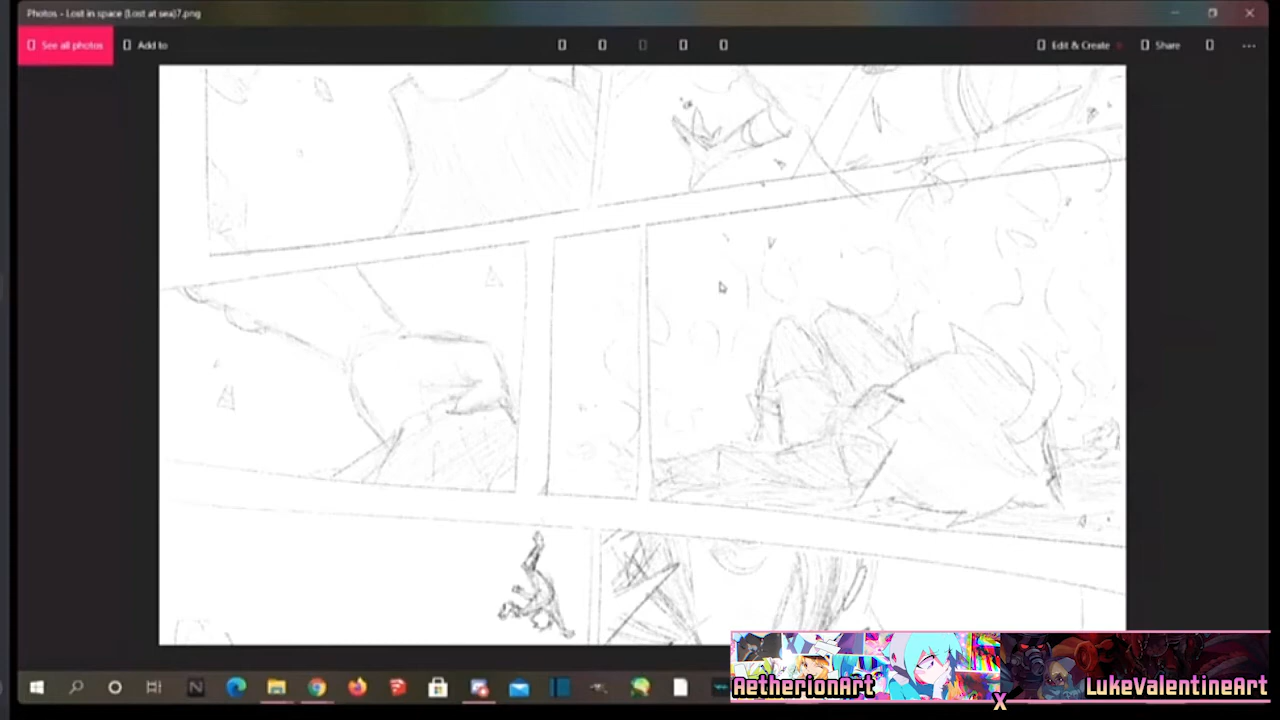 Photos - Lost in space (Lost at sea)7.png
See all photos
Add to
Edit & Create
Share
AetherionArt
X
LukeValentineArt